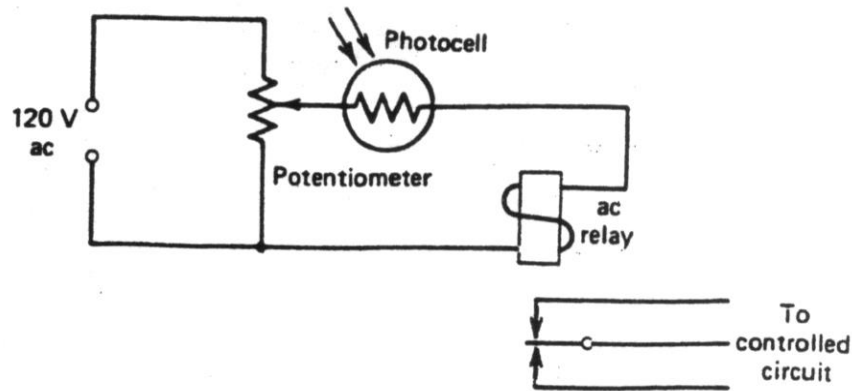 Photocell
120 V
ac
Potentiometer
ac
relay
To
controlled
circuit